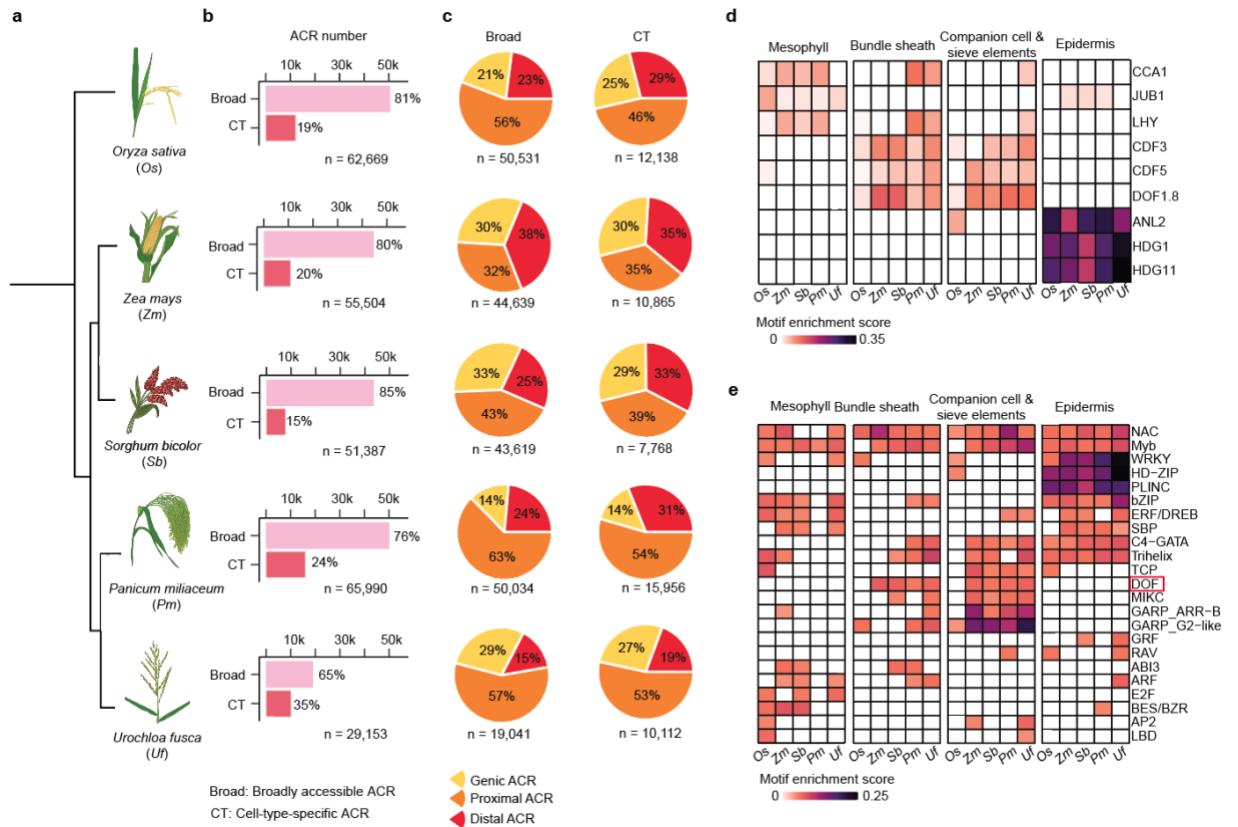 a
Oryza sativa
(Os)
Zea mays
(Zm)
Sorghum bicolor
(Sb)
Panicum miliaceum
(Pm)
Urochloa fusca
(Uf)
b
ACR number
10k 30k 50k
Broad 81%
CT 19%
n = 62,669
10k 30k 50k
Broad 80%
CT 20%
n = 55,504
10k 30k 50k
Broad 85%
CT 15%
n = 51,387
10k 30k 50k
Broad 76%
CT 24%
n = 65,990
10k 30k 50k
Broad 65%
CT 35%
n = 29,153
Broad: Broadly accessible ACR
CT: Cell-type-specific ACR
c
Broad CT
21% 23% 25% 29%
56% 46%
n = 50,531 n = 12,138
30% 38% 30% 35%
32% 35%
n = 44,639 n = 10,865
33% 25% 29% 33%
43% 39%
n = 43,619 n = 7,768
14% 24% 14% 31%
63% 54%
n = 50,034 n = 15,956
29% 15% 27% 19%
57% 53%
n = 19,041 n = 10,112
Genic ACR
Proximal ACR
Distal ACR
d
Mesophyll Bundle sheath Companion cell & sieve elements Epidermis
CCA1
JUB1
LHY
CDF3
CDF5
DOF1.8
ANL2
HDG1
HDG11
Os Zm Sb Pm Uf Os Zm Sb Pm Uf Os Zm Sb Pm Uf Os Zm Sb Pm Uf
Motif enrichment score
0 0.35
e
Mesophyll Bundle sheath Companion cell & sieve elements Epidermis
NAC
Myb
WRKY
HD−ZIP
PLINC
bZIP
ERF/DREB
SBP
C4−GATA
Trihelix
TCP
DOF
MIKC
GARP_ARR−B
GARP_G2−like
GRF
RAV
ABI3
ARF
E2F
BES/BZR
AP2
LBD
Os Zm Sb Pm Uf Os Zm Sb Pm Uf Os Zm Sb Pm Uf Os Zm Sb Pm Uf
Motif enrichment score
0 0.25